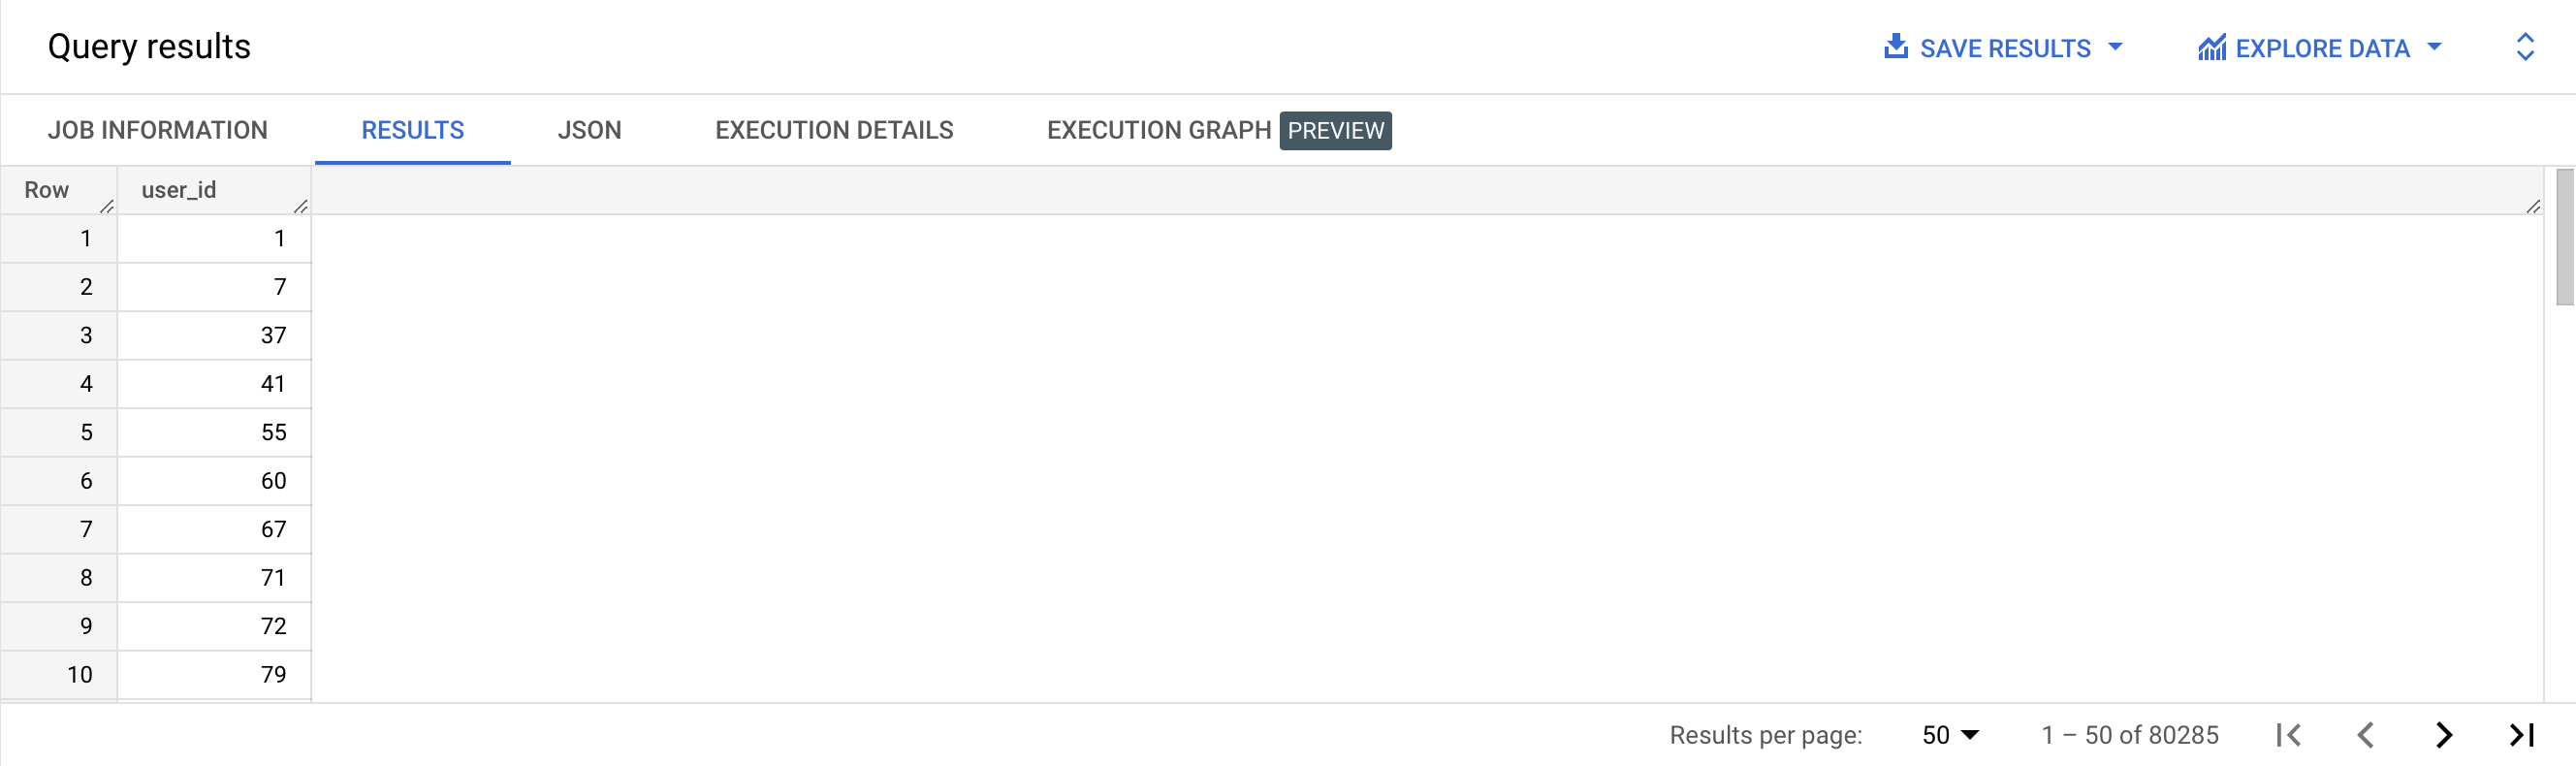 Query results SAVE RESULTS EXPLORE DATA
JOB INFORMATION RESULTS JSON EXECUTION DETAILS EXECUTION GRAPH PREVIEW
Row user_id
1 1
2 7
3 37
4 41
5 55
6 60
7 67
8 71
9 72
10 79
Results per page: 50 1 – 50 of 80285